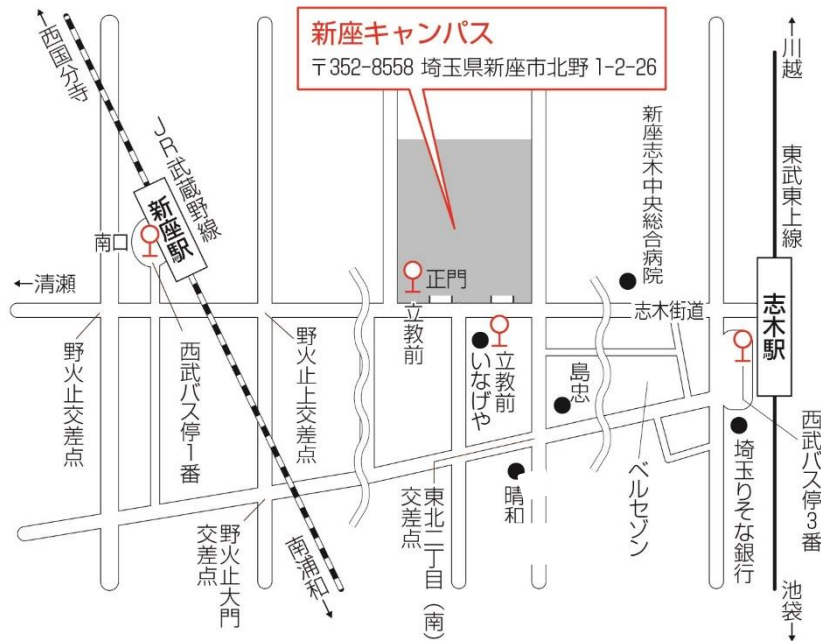 新座キャンパス
〒352-8558 埼玉県新座市北野 1-2-26
←西国分寺
JR武蔵野線
新座駅
南口
←清瀬
野火止交差点
西武バス停1番
野火止上交差点
野火止大門
交差点
南浦和→
正門
立教前
立教前
いなげや
東北二丁目(南)
交差点
晴和
島忠
新座志木中央総合病院
志木街道
ベルセゾン
←川越
東武東上線
志木駅
西武バス停3番
埼玉りそな銀行
池袋→